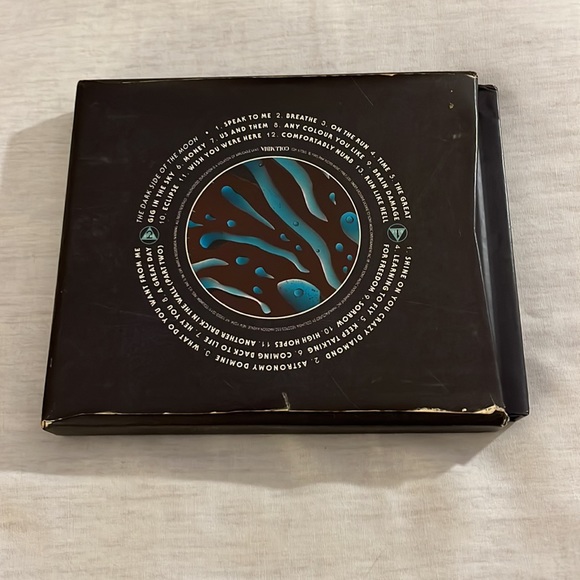 THE DARK SIDE OF THE MOON • 1. SPEAK TO ME 2. BREATHE 3. ON THE RUN 4. TIME 5. THE GREAT
GIG IN THE SKY 6. MONEY 7. US AND THEM 8. ANY COLOUR YOU LIKE 9. BRAIN DAMAGE
10. ECLIPSE 11. WISH YOU WERE HERE 12. COMFORTABLY NUMB 13. RUN LIKE HELL
COLUMBIA
2
1
1. SHINE ON YOU CRAZY DIAMOND 2. ASTRONOMY DOMINE 3. WHAT DO YOU WANT FROM ME
4. LEARNING TO FLY 5. KEEP TALKING 6. COMING BACK TO LIFE 7. HEY YOU 8. A GREAT DAY
FOR FREEDOM 9. SORROW 10. HIGH HOPES 11. ANOTHER BRICK IN THE WALL (PART TWO)